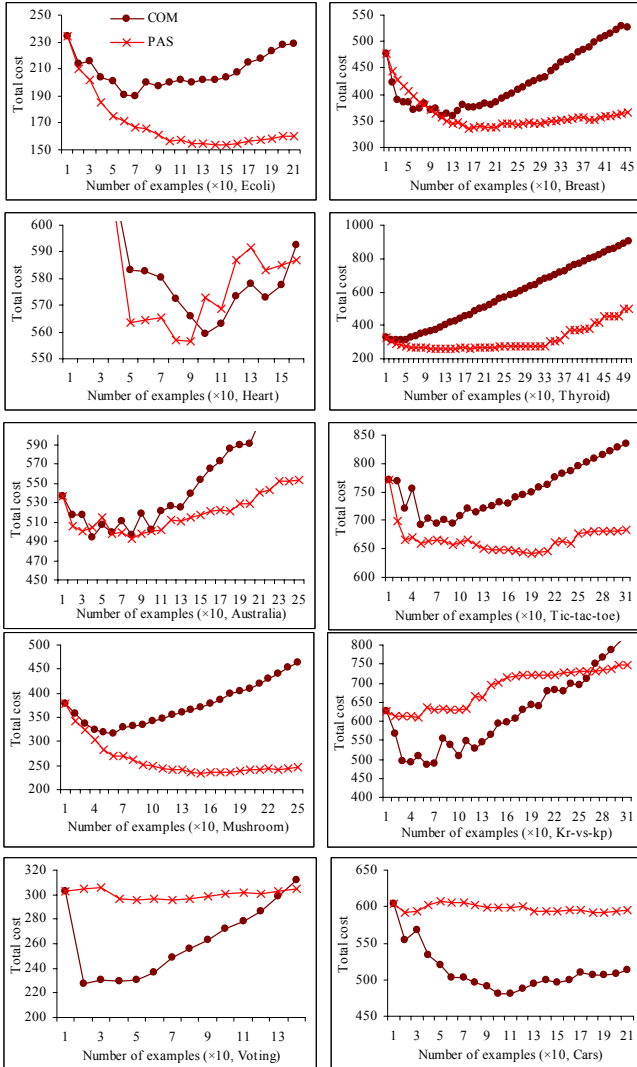 COM
PAS
Total cost
250
230
210
190
170
150
1 3 5 7 9 11 13 15 17 19 21
Number of examples (×10, Ecoli)
Total cost
550
500
450
400
350
300
1 5 9 13 17 21 25 29 33 37 41 45
Number of examples (×10, Breast)
Total cost
600
590
580
570
560
550
1 3 5 7 9 11 13 15
Number of examples (×10, Heart)
Total cost
1000
800
600
400
200
1 5 9 13 17 21 25 29 33 37 41 45 49
Number of examples (×10, Thyroid)
Total cost
590
570
550
530
510
490
470
450
1 3 5 7 9 11 13 15 17 19 21 23 25
Number of examples (×10, Australia)
Total cost
850
800
750
700
650
600
1 4 7 10 13 16 19 22 25 28 31
Number of examples (×10, Tic-tac-toe)
Total cost
500
450
400
350
300
250
200
1 4 7 10 13 16 19 22 25
Number of examples (×10, Mushroom)
Total cost
800
750
700
650
600
550
500
450
400
1 4 7 10 13 16 19 22 25 28 31
Number of examples (×10, Kr-vs-kp)
Total cost
320
300
280
260
240
220
200
1 3 5 7 9 11 13
Number of examples (×10, Voting)
Total cost
650
600
550
500
450
1 3 5 7 9 11 13 15 17 19 21
Number of examples (×10, Cars)